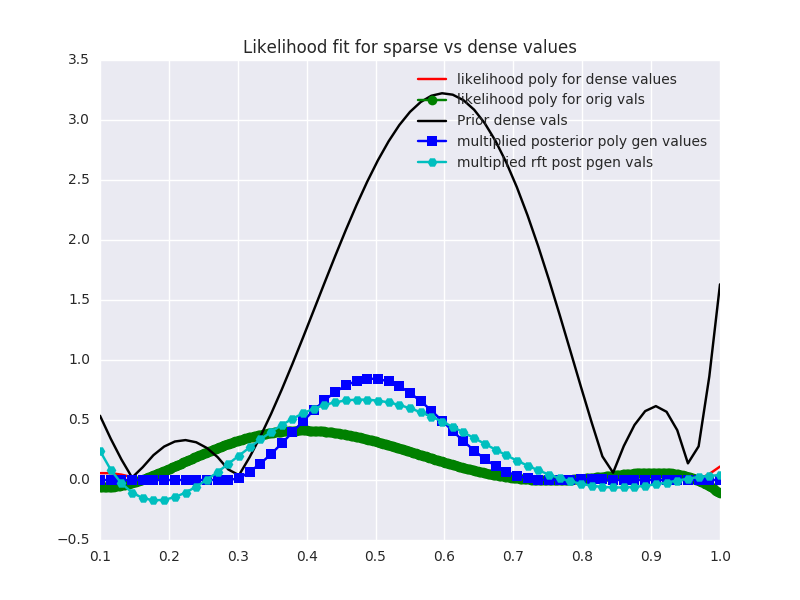 Likelihood fit for sparse vs dense values
3.5
3.0
2.5
2.0
1.5
1.0
0.5
0.0
−0.5
likelihood poly for dense values
likelihood poly for orig vals
Prior dense vals
multiplied posterior poly gen values
multiplied rft post pgen vals
0.1 0.2 0.3 0.4 0.5 0.6 0.7 0.8 0.9 1.0